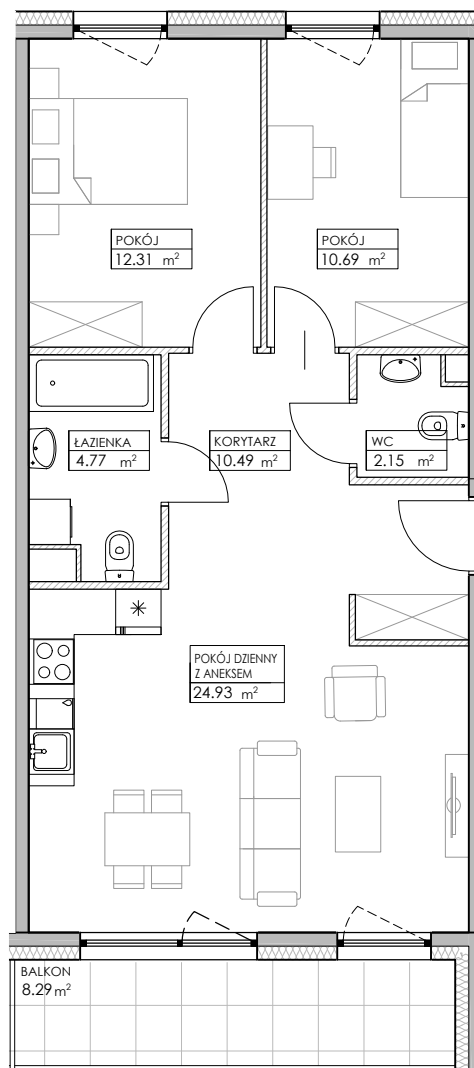 POKÓJ
12.31 m²
POKÓJ
10.69 m²
ŁAZIENKA
4.77 m²
KORYTARZ
10.49 m²
WC
2.15 m²
POKÓJ DZIENNY
Z ANEKSEM
24.93 m²
BALKON
8.29 m²